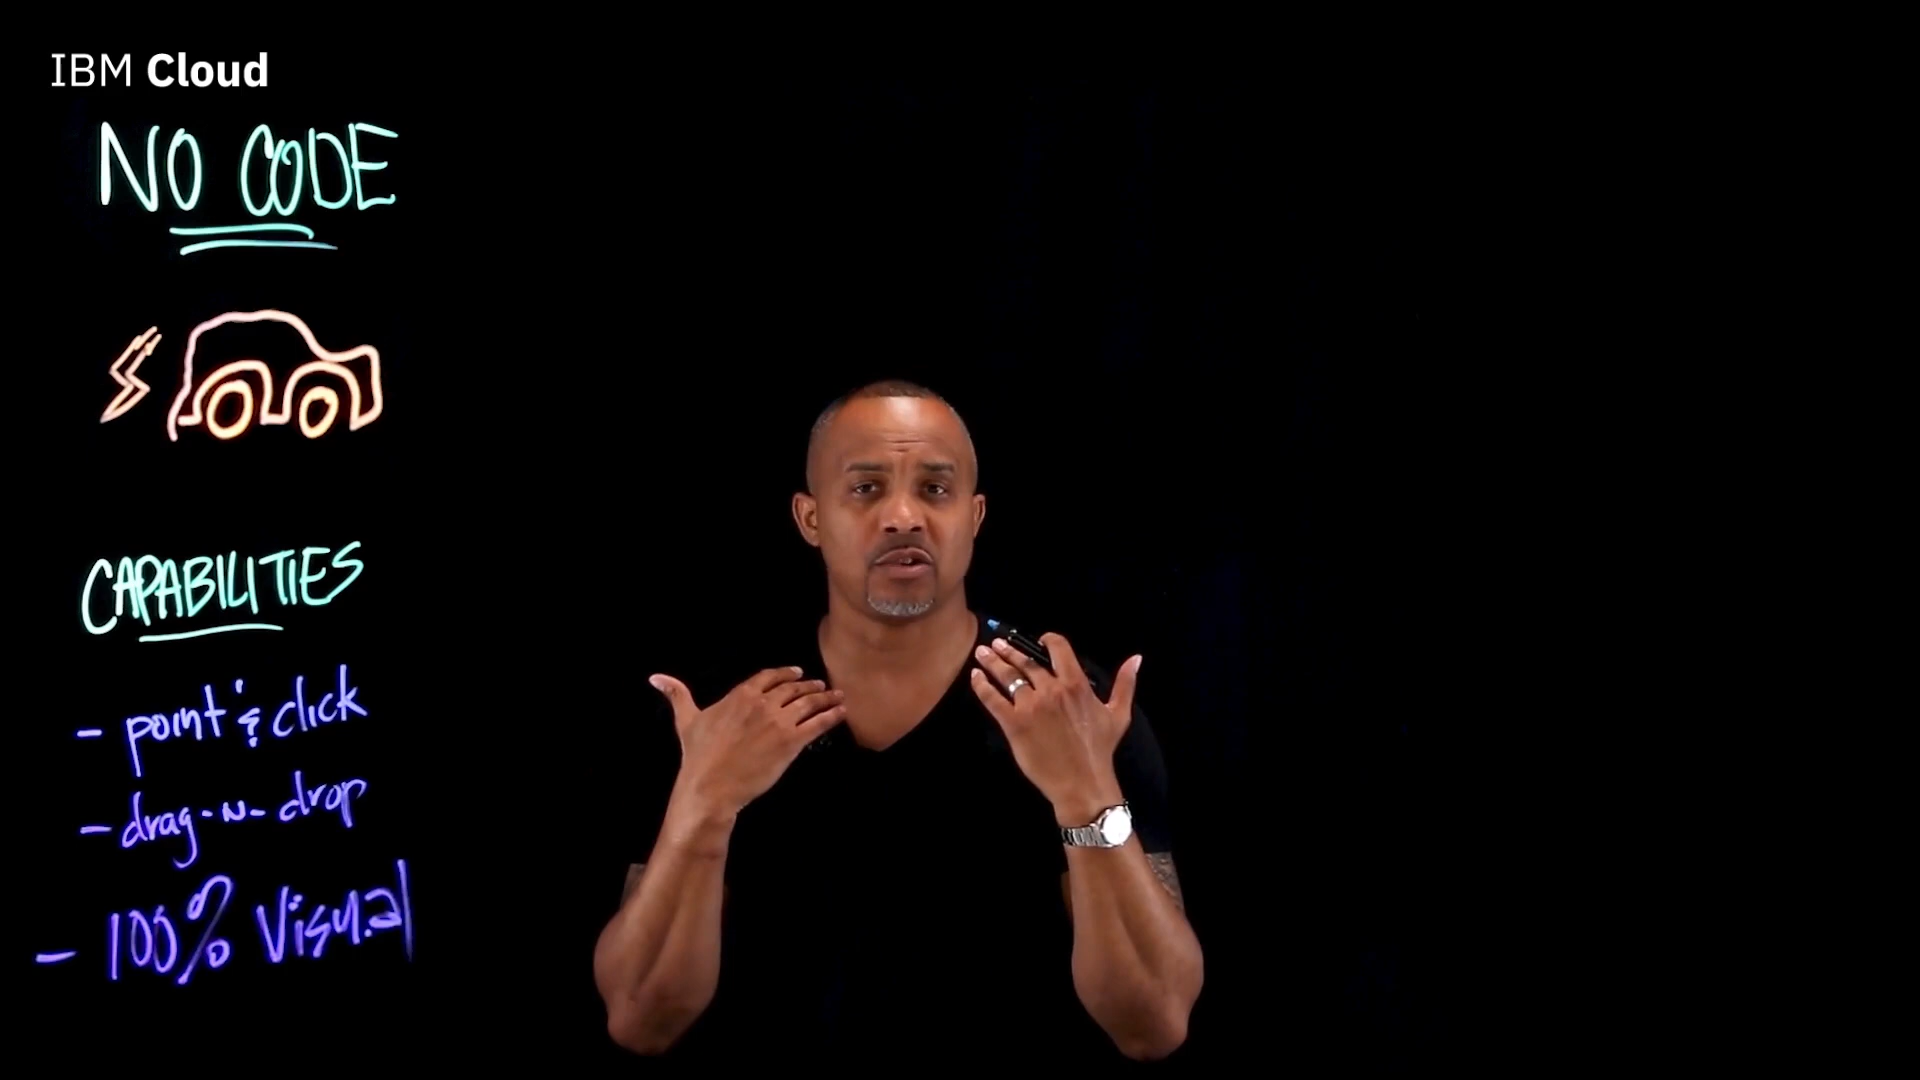 IBM Cloud
NO CODE
CAPABILITIES
- point & click
- drag-n-drop
- 100% Visual